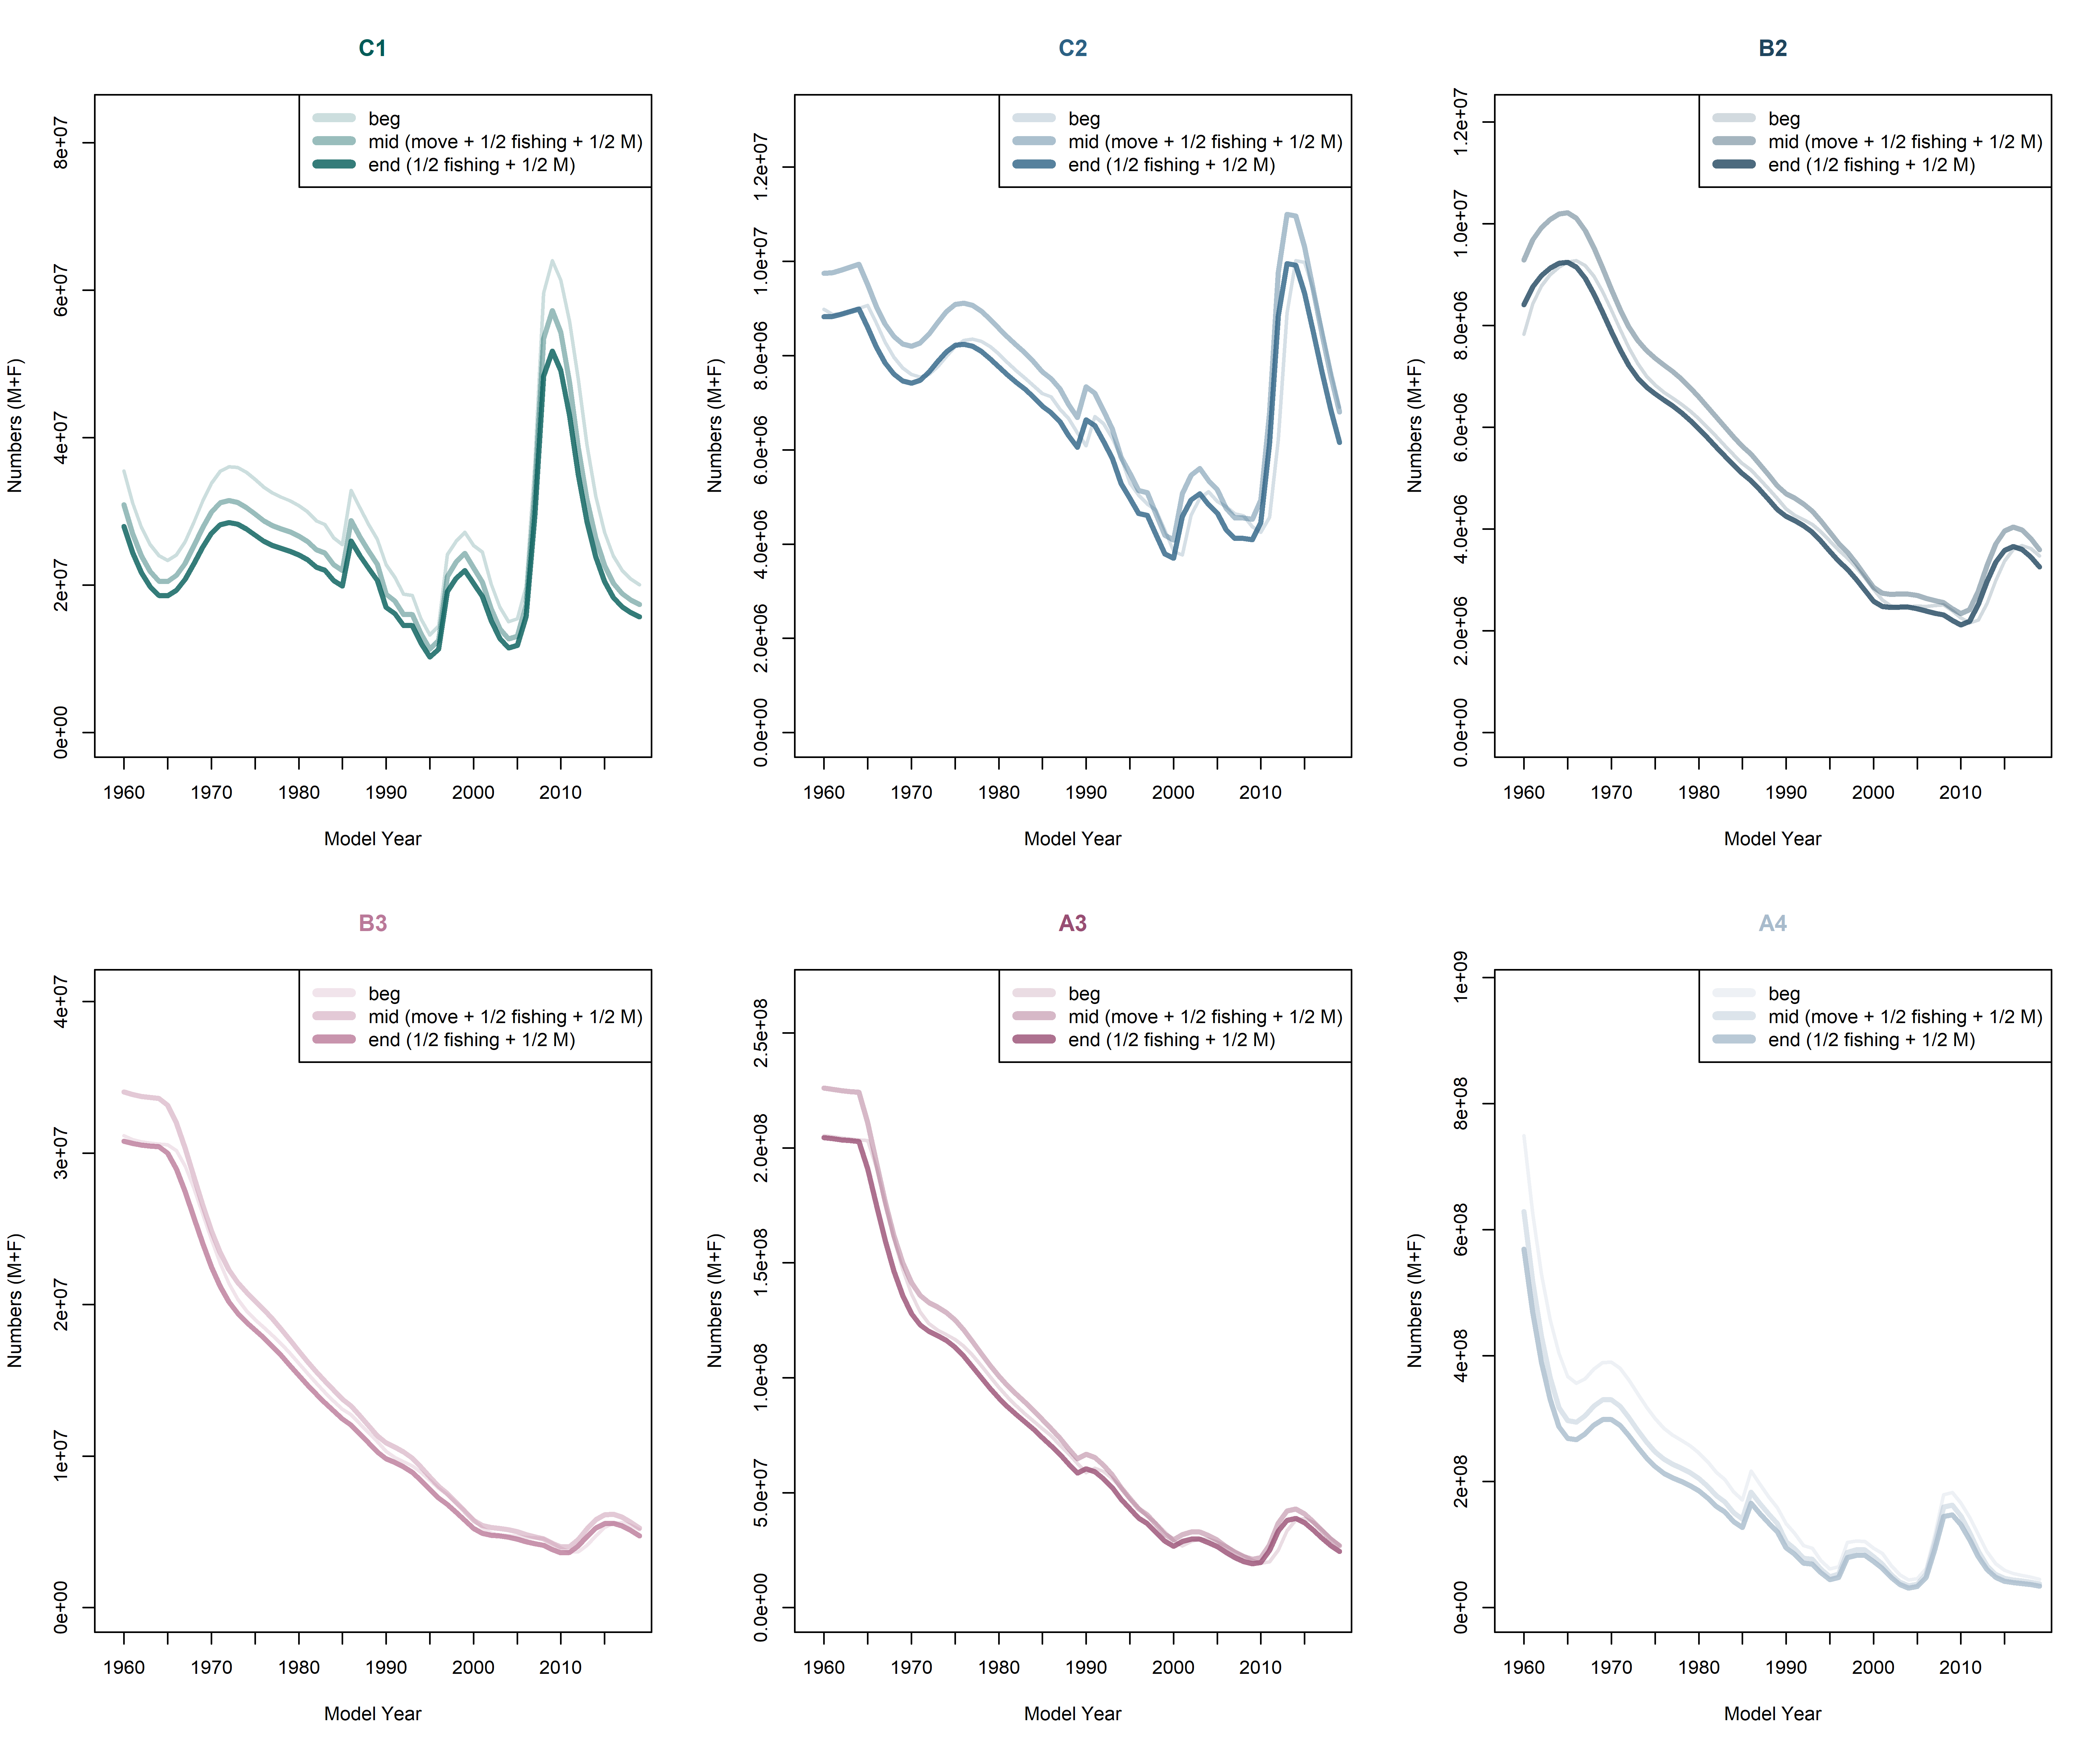 C1
beg
mid (move + 1/2 fishing + 1/2 M)
end (1/2 fishing + 1/2 M)
Numbers (M+F)
0e+00 2e+07 4e+07 6e+07 8e+07
1960 1970 1980 1990 2000 2010
Model Year
C2
beg
mid (move + 1/2 fishing + 1/2 M)
end (1/2 fishing + 1/2 M)
Numbers (M+F)
0.0e+00 2.0e+06 4.0e+06 6.0e+06 8.0e+06 1.0e+07 1.2e+07
1960 1970 1980 1990 2000 2010
Model Year
B2
beg
mid (move + 1/2 fishing + 1/2 M)
end (1/2 fishing + 1/2 M)
Numbers (M+F)
0.0e+00 2.0e+06 4.0e+06 6.0e+06 8.0e+06 1.0e+07 1.2e+07
1960 1970 1980 1990 2000 2010
Model Year
B3
beg
mid (move + 1/2 fishing + 1/2 M)
end (1/2 fishing + 1/2 M)
Numbers (M+F)
0e+00 1e+07 2e+07 3e+07 4e+07
1960 1970 1980 1990 2000 2010
Model Year
A3
beg
mid (move + 1/2 fishing + 1/2 M)
end (1/2 fishing + 1/2 M)
Numbers (M+F)
0.0e+00 5.0e+07 1.0e+08 1.5e+08 2.0e+08 2.5e+08
1960 1970 1980 1990 2000 2010
Model Year
A4
beg
mid (move + 1/2 fishing + 1/2 M)
end (1/2 fishing + 1/2 M)
Numbers (M+F)
0e+00 2e+08 4e+08 6e+08 8e+08 1e+09
1960 1970 1980 1990 2000 2010
Model Year